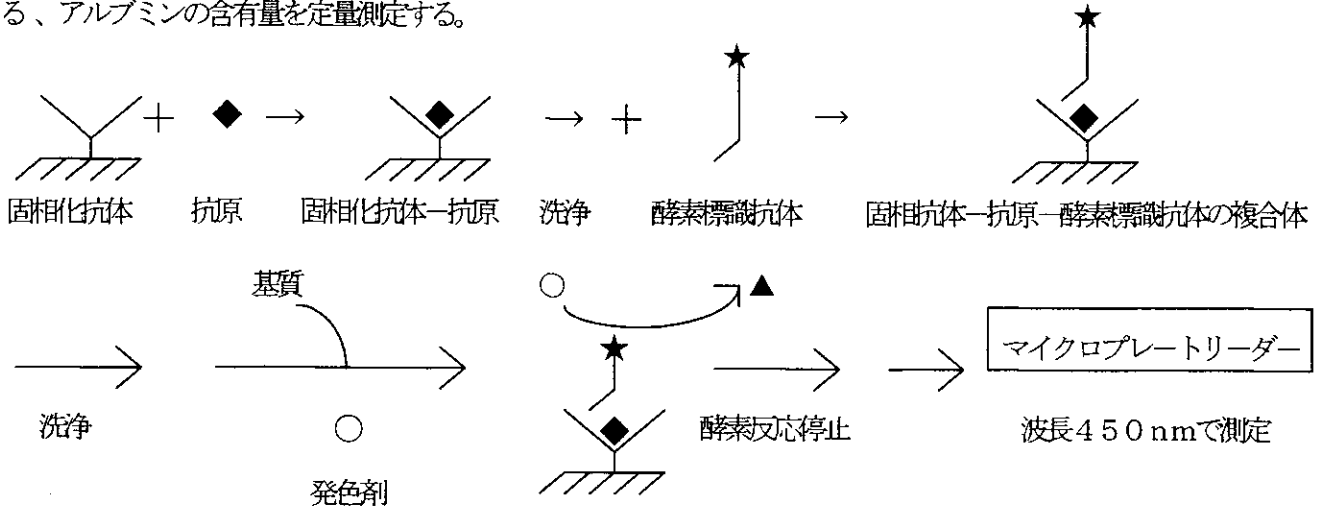 る、アルブミンの含有量を定量測定する。
固相化抗体 抗原 固相化抗体ー抗原 洗浄 酵素標識抗体 固相抗体ー抗原ー酵素標識抗体の複合体
基質
マイクロプレートリーダー
洗浄 酵素反応停止 波長450nmで測定
発色剤